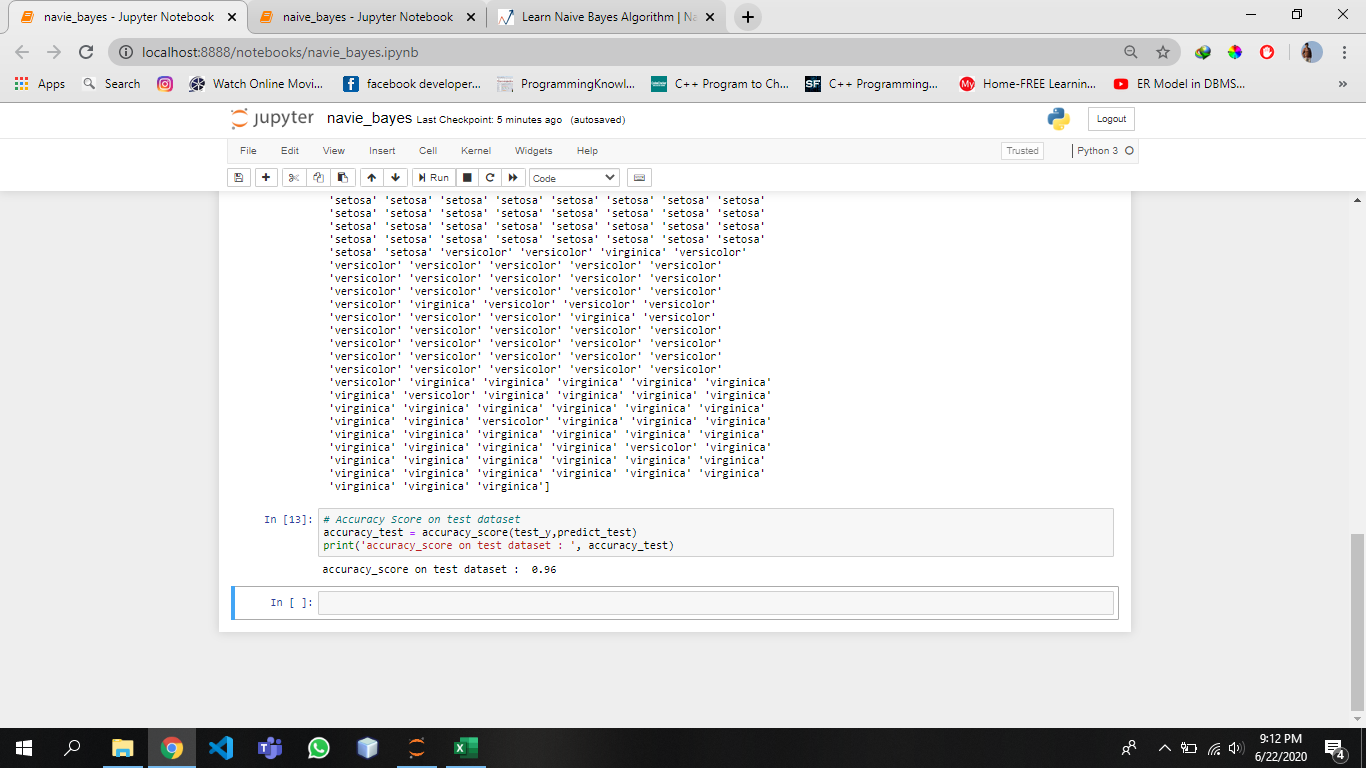 navie_bayes - Jupyter Notebook
naive_bayes - Jupyter Notebook
Learn Naive Bayes Algorithm | Na
localhost:8888/notebooks/navie_bayes.ipynb
Apps
Search
Watch Online Movi...
facebook developer...
ProgrammingKnowl...
C++ Program to Ch...
SF
C++ Programming...
My
Home-FREE Learnin...
ER Model in DBMS...
»
jupyter
navie_bayes Last Checkpoint: 5 minutes ago (autosaved)
Logout
File
Edit
View
Insert
Cell
Kernel
Widgets
Help
Trusted
Python 3
Run
Code
'setosa' 'setosa' 'setosa' 'setosa' 'setosa' 'setosa' 'setosa' 'setosa'
'setosa' 'setosa' 'setosa' 'setosa' 'setosa' 'setosa' 'setosa' 'setosa'
'setosa' 'setosa' 'setosa' 'setosa' 'setosa' 'setosa' 'setosa' 'setosa'
'setosa' 'setosa' 'setosa' 'setosa' 'setosa' 'setosa' 'setosa' 'setosa'
'setosa' 'setosa' 'versicolor' 'versicolor' 'virginica' 'versicolor'
'versicolor' 'versicolor' 'versicolor' 'versicolor' 'versicolor'
'versicolor' 'versicolor' 'versicolor' 'versicolor' 'versicolor'
'versicolor' 'versicolor' 'versicolor' 'versicolor' 'versicolor'
'versicolor' 'virginica' 'versicolor' 'versicolor' 'versicolor'
'versicolor' 'versicolor' 'versicolor' 'virginica' 'versicolor'
'versicolor' 'versicolor' 'versicolor' 'versicolor' 'versicolor'
'versicolor' 'versicolor' 'versicolor' 'versicolor' 'versicolor'
'versicolor' 'versicolor' 'versicolor' 'versicolor' 'versicolor'
'versicolor' 'versicolor' 'versicolor' 'versicolor' 'versicolor'
'versicolor' 'virginica' 'virginica' 'virginica' 'virginica' 'virginica'
'virginica' 'versicolor' 'virginica' 'virginica' 'virginica' 'virginica'
'virginica' 'virginica' 'virginica' 'virginica' 'virginica' 'virginica'
'virginica' 'virginica' 'versicolor' 'virginica' 'virginica' 'virginica'
'virginica' 'virginica' 'virginica' 'virginica' 'virginica' 'virginica'
'virginica' 'virginica' 'virginica' 'virginica' 'versicolor' 'virginica'
'virginica' 'virginica' 'virginica' 'virginica' 'virginica' 'virginica'
'virginica' 'virginica' 'virginica' 'virginica' 'virginica' 'virginica'
'virginica' 'virginica' 'virginica']
In [13]:
# Accuracy Score on test dataset
accuracy_test = accuracy_score(test_y,predict_test)
print('accuracy_score on test dataset : ', accuracy_test)
accuracy_score on test dataset :  0.96
In [ ]:
9:12 PM
6/22/2020
4